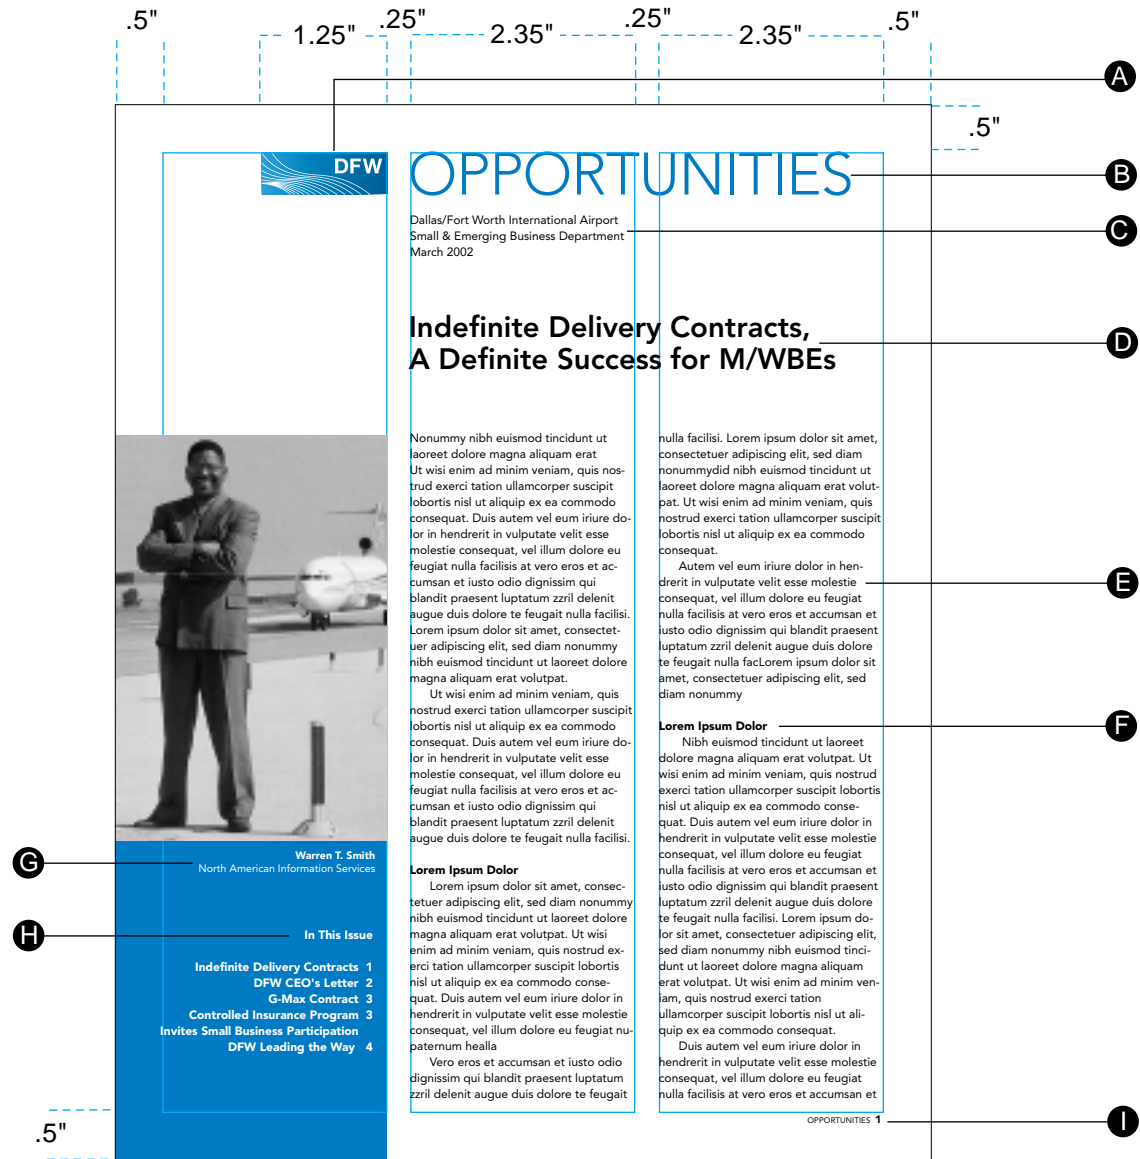 .5"
1.25"
.25"
2.35"
.25"
2.35"
.5"
A
.5"
DFW
OPPORTUNITIES
B
Dallas/Fort Worth International Airport
Small & Emerging Business Department
March 2002
C
Indefinite Delivery Contracts,
A Definite Success for M/WBEs
D
Nonummy nibh euismod tincidunt ut
laoreet dolore magna aliquam erat
Ut wisi enim ad minim veniam, quis nos-
trud exerci tation ullamcorper suscipit
lobortis nisl ut aliquip ex ea commodo
consequat. Duis autem vel eum iriure do-
lor in hendrerit in vulputate velit esse
molestie consequat, vel illum dolore eu
feugiat nulla facilisis at vero eros et ac-
cumsan et iusto odio dignissim qui
blandit praesent luptatum zzril delenit
augue duis dolore te feugait nulla facilisi.
Lorem ipsum dolor sit amet, consectet-
uer adipiscing elit, sed diam nonummy
nibh euismod tincidunt ut laoreet dolore
magna aliquam erat volutpat.
Ut wisi enim ad minim veniam, quis
nostrud exerci tation ullamcorper suscipit
lobortis nisl ut aliquip ex ea commodo
consequat. Duis autem vel eum iriure do-
lor in hendrerit in vulputate velit esse
molestie consequat, vel illum dolore eu
feugiat nulla facilisis at vero eros et ac-
cumsan et iusto odio dignissim qui
blandit praesent luptatum zzril delenit
augue duis dolore te feugait nulla facilisi.
Lorem Ipsum Dolor
Lorem ipsum dolor sit amet, consec-
tetuer adipiscing elit, sed diam nonummy
nibh euismod tincidunt ut laoreet dolore
magna aliquam erat volutpat. Ut wisi
enim ad minim veniam, quis nostrud ex-
erci tation ullamcorper suscipit lobortis
nisl ut aliquip ex ea commodo conse-
quat. Duis autem vel eum iriure dolor in
hendrerit in vulputate velit esse molestie
consequat, vel illum dolore eu feugiat nu-
paternum healla
Vero eros et accumsan et iusto odio
dignissim qui blandit praesent luptatum
zzril delenit augue duis dolore te feugait
nulla facilisi. Lorem ipsum dolor sit amet,
consectetuer adipiscing elit, sed diam
nonummydid nibh euismod tincidunt ut
laoreet dolore magna aliquam erat volut-
pat. Ut wisi enim ad minim veniam, quis
nostrud exerci tation ullamcorper suscipit
lobortis nisl ut aliquip ex ea commodo
consequat.
Autem vel eum iriure dolor in hen-
drerit in vulputate velit esse molestie
consequat, vel illum dolore eu feugiat
nulla facilisis at vero eros et accumsan et
iusto odio dignissim qui blandit praesent
luptatum zzril delenit augue duis dolore
te feugait nulla facLorem ipsum dolor sit
amet, consectetuer adipiscing elit, sed
diam nonummy
E
Lorem Ipsum Dolor
F
Nibh euismod tincidunt ut laoreet
dolore magna aliquam erat volutpat. Ut
wisi enim ad minim veniam, quis nostrud
exerci tation ullamcorper suscipit lobortis
nisl ut aliquip ex ea commodo conse-
quat. Duis autem vel eum iriure dolor in
hendrerit in vulputate velit esse molestie
consequat, vel illum dolore eu feugiat
nulla facilisis at vero eros et accumsan et
iusto odio dignissim qui blandit praesent
luptatum zzril delenit augue duis dolore
te feugait nulla facilisi. Lorem ipsum do-
lor sit amet, consectetuer adipiscing elit,
sed diam nonummy nibh euismod tinci-
dunt ut laoreet dolore magna aliquam
erat volutpat. Ut wisi enim ad minim ven-
iam, quis nostrud exerci tation
ullamcorper suscipit lobortis nisl ut ali-
quip ex ea commodo consequat.
Duis autem vel eum iriure dolor in
hendrerit in vulputate velit esse molestie
consequat, vel illum dolore eu feugiat
nulla facilisis at vero eros et accumsan et
G
Warren T. Smith
North American Information Services
H
In This Issue
Indefinite Delivery Contracts 1
DFW CEO's Letter 2
G-Max Contract 3
Controlled Insurance Program 3
Invites Small Business Participation
DFW Leading the Way 4
.5"
OPPORTUNITIES 1
I